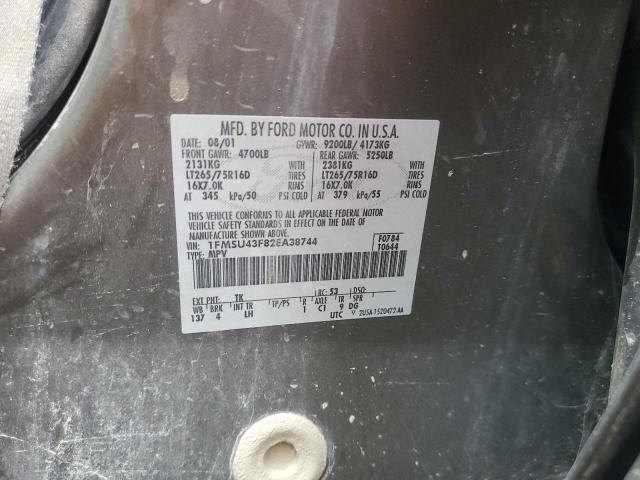 MFD. BY FORD MOTOR CO. IN U.S.A.
DATE: 08/01 GVWR: 9200LB/ 4173KG
FRONT GAWR: 4700LB REAR GAWR: 5250LB
2131KG WITH 2381KG WITH
LT265/75R16D TIRES LT265/75R16D TIRES
16X7.0K RIMS 16X7.0K RIMS
AT 345 kPa/50 PSI COLD AT 379 kPa/55 PSI COLD
THIS VEHICLE CONFORMS TO ALL APPLICABLE FEDERAL MOTOR
VEHICLE SAFETY STANDARDS IN EFFECT ON THE DATE OF
MANUFACTURE SHOWN ABOVE.
VIN: 1FMSU43F82EA38744 F0784
TYPE: MPV T0644
EXT PNT: TK RC: 53 DSO:
WB BRK INT TR TP/PS R AXLE TR SPR
137 4 LH 1 C1 9 DG
UTC 2U5A-1520472-AA